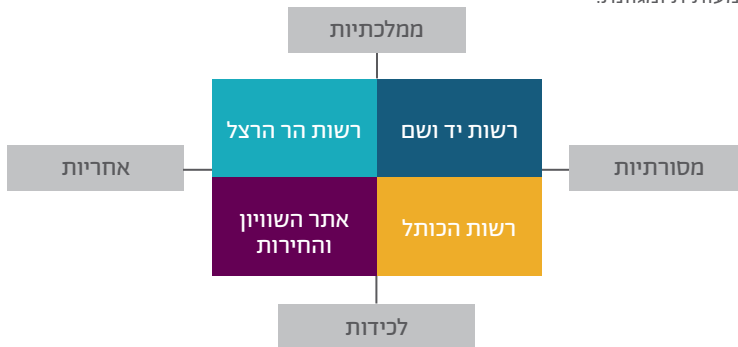 ממלכתיות
רשות יד ושם
רשות הר הרצל
מסורתיות
אחריות
רשות הכותל
אתר השוויון
והחירות
לכידות